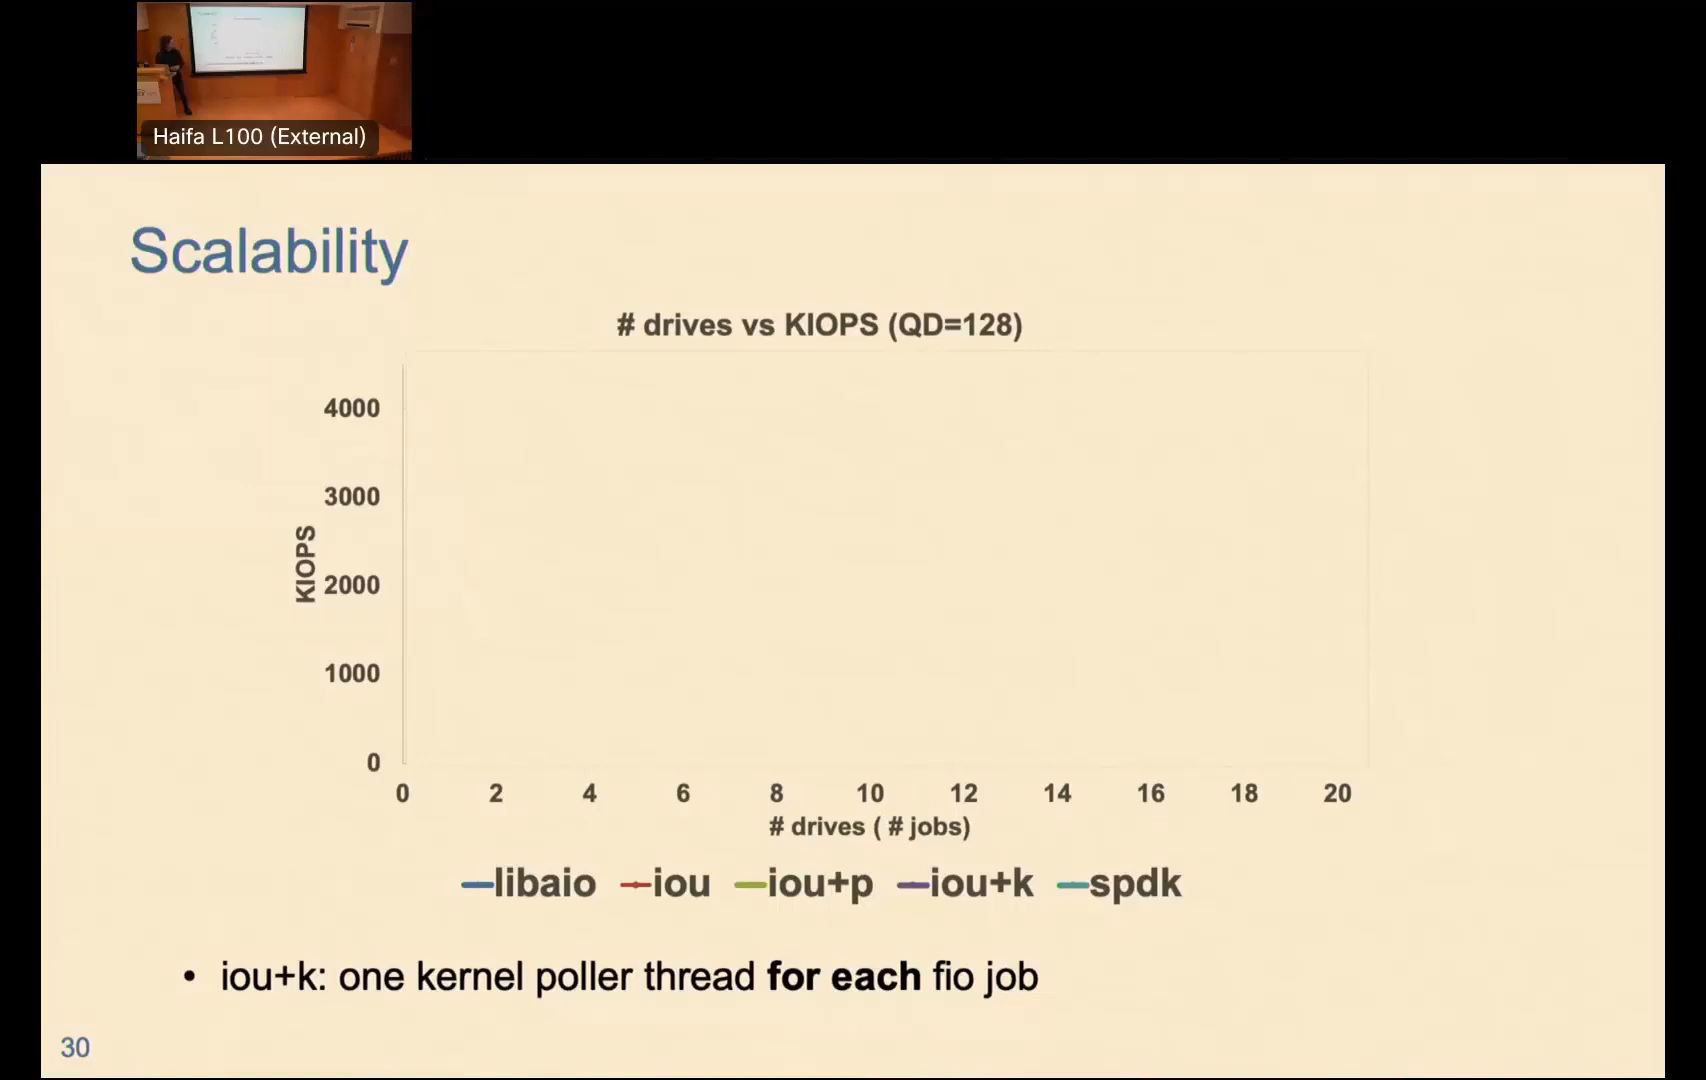 Haifa L100 (External)
Scalability
# drives vs KIOPS (QD=128)
4000
3000
2000
1000
0
KIOPS
0 2 4 6 8 10 12 14 16 18 20
# drives ( # jobs)
libaio iou iou+p iou+k spdk
• iou+k: one kernel poller thread for each fio job
30